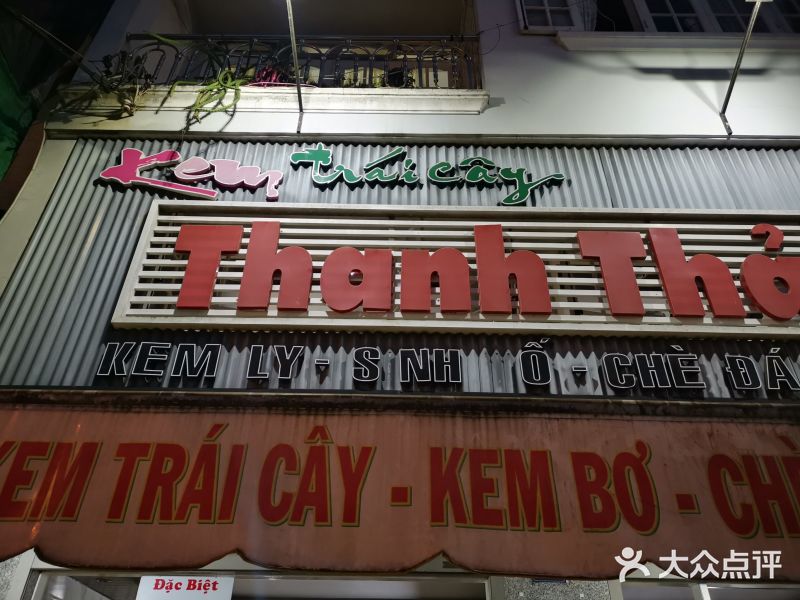 Kem trái cây
Thanh Thở
KEM LY - S NH Ố - CHÈ ĐÁ
KEM TRÁI CÂY - KEM BƠ - CHÈ
Đặc Biệt
大众点评